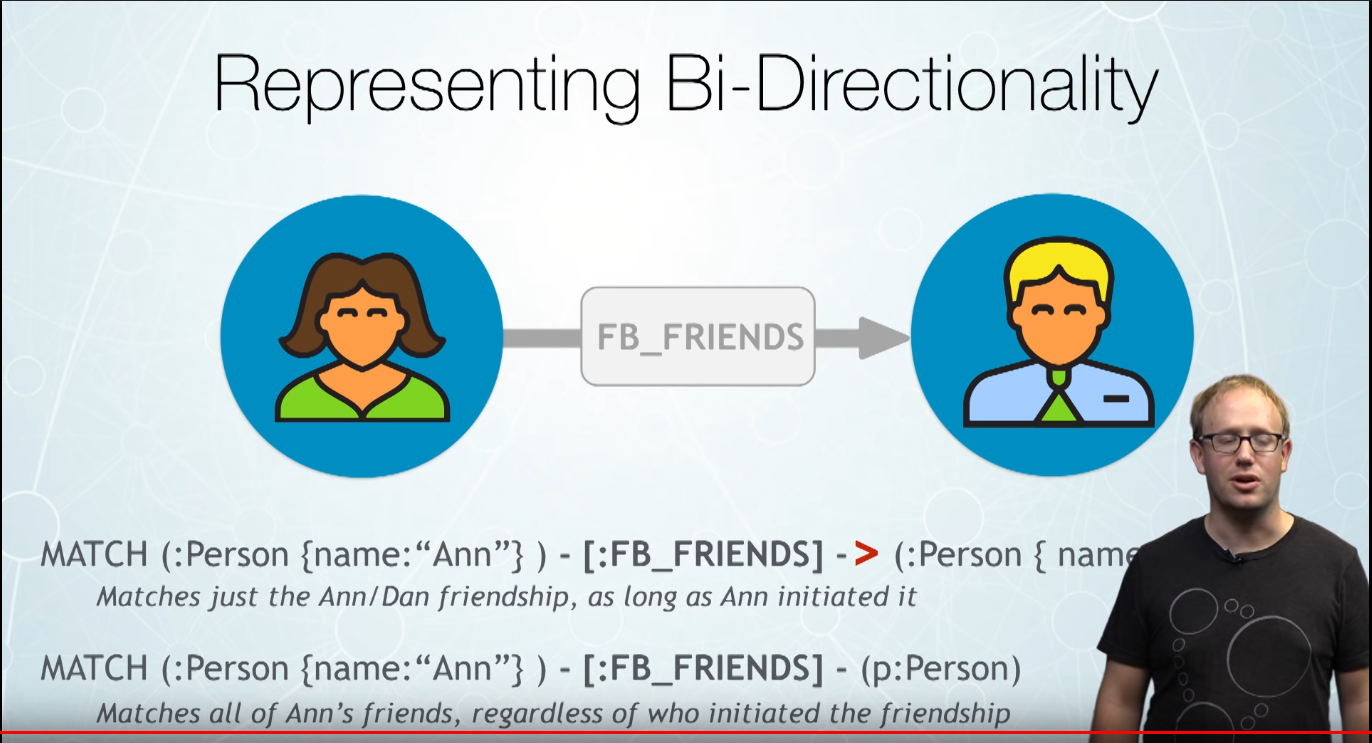 Representing Bi-Directionality
FB_FRIENDS
MATCH (:Person {name:“Ann”} ) - [:FB_FRIENDS] -> (:Person { name
Matches just the Ann/Dan friendship, as long as Ann initiated it
MATCH (:Person {name:“Ann”} ) - [:FB_FRIENDS] - (p:Person)
Matches all of Ann’s friends, regardless of who initiated the friendship